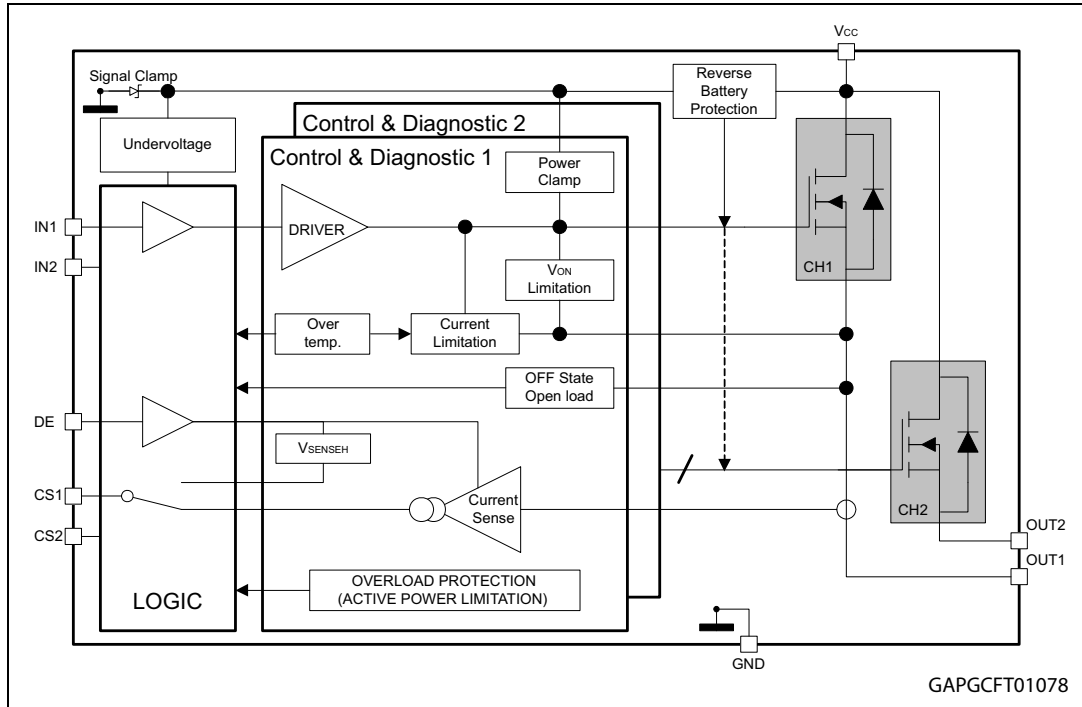 VCC
Signal Clamp
Reverse
Battery
Protection
Control & Diagnostic 2
Undervoltage
Control & Diagnostic 1
Power
Clamp
IN1
DRIVER
IN2
VON
Limitation
CH1
Over
temp.
Current
Limitation
OFF State
Open load
DE
VSENSEH
CS1
Current
Sense
CH2
CS2
OUT2
OUT1
OVERLOAD PROTECTION
(ACTIVE POWER LIMITATION)
LOGIC
GND
GAPGCFT01078